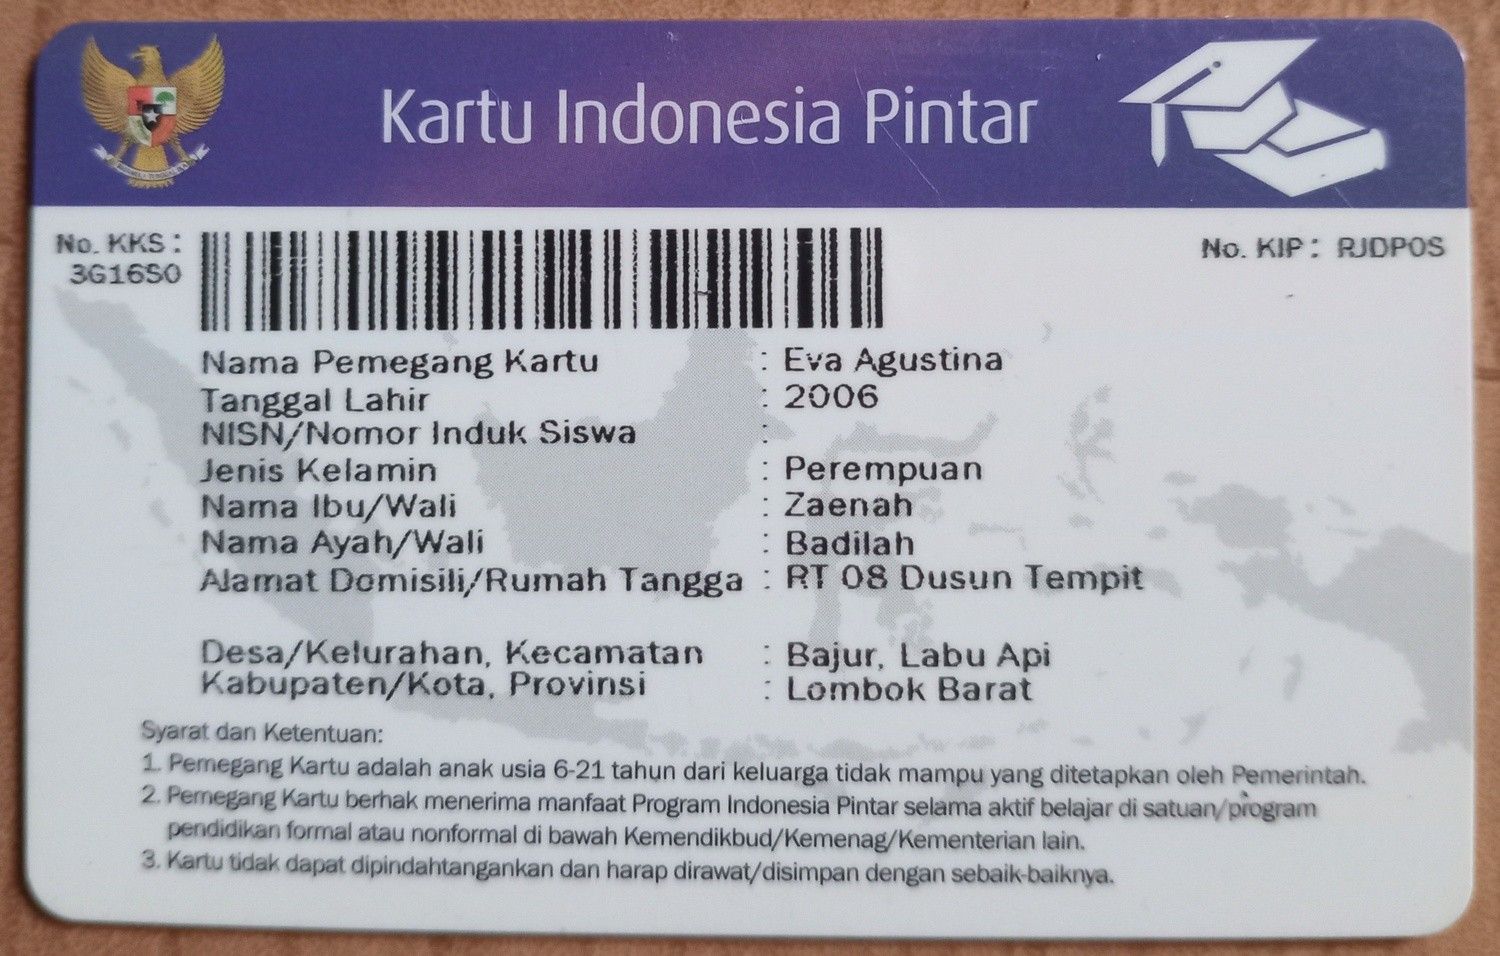 Kartu Indonesia Pintar
No. KKS :
3G16S0
No. KIP : RJDPOS
Nama Pemegang Kartu : Eva Agustina
Tanggal Lahir : 2006
NISN/Nomor Induk Siswa :
Jenis Kelamin : Perempuan
Nama Ibu/Wali : Zaenah
Nama Ayah/Wali : Badilah
Alamat Domisili/Rumah Tangga : RT 08 Dusun Tempit
Desa/Kelurahan, Kecamatan : Bajur, Labu Api
Kabupaten/Kota, Provinsi : Lombok Barat
Syarat dan Ketentuan:
1. Pemegang Kartu adalah anak usia 6-21 tahun dari keluarga tidak mampu yang ditetapkan oleh Pemerintah.
2. Pemegang Kartu berhak menerima manfaat Program Indonesia Pintar selama aktif belajar di satuan/program
pendidikan formal atau nonformal di bawah Kemendikbud/Kemenag/Kementerian lain.
3. Kartu tidak dapat dipindahtangankan dan harap dirawat/disimpan dengan sebaik-baiknya.